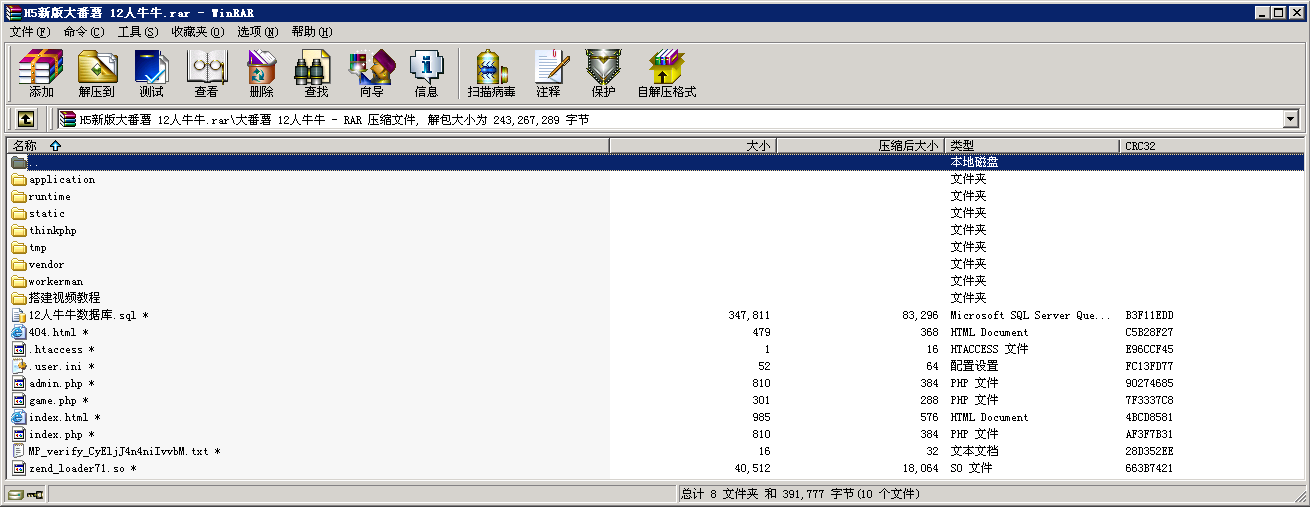 H5新版大番薯 12人牛牛.rar - WinRAR
文件(F) 命令(C) 工具(S) 收藏夹(O) 选项(N) 帮助(H)
添加 解压到 测试 查看 删除 查找 向导 信息 扫描病毒 注释 保护 自解压格式
H5新版大番薯 12人牛牛.rar\大番薯 12人牛牛 - RAR 压缩文件, 解包大小为 243,267,289 字节
名称 大小 压缩后大小 类型 CRC32
.. 本地磁盘
application 文件夹
runtime 文件夹
static 文件夹
thinkphp 文件夹
tmp 文件夹
vendor 文件夹
workerman 文件夹
搭建视频教程 文件夹
12人牛牛数据库.sql * 347,811 83,296 Microsoft SQL Server Que... B3F11EDD
404.html * 479 368 HTML Document C5B28F27
.htaccess * 1 16 HTACCESS 文件 E96CCF45
.user.ini * 52 64 配置设置 FC13FD77
admin.php * 810 384 PHP 文件 90274685
game.php * 301 288 PHP 文件 7F3337C8
index.html * 985 576 HTML Document 4BCD8581
index.php * 810 384 PHP 文件 AF3F7B31
MP_verify_CyEljJ4n4niIvvbM.txt * 16 32 文本文档 28D352EE
zend_loader71.so * 40,512 18,064 SO 文件 663B7421
总计 8 文件夹 和 391,777 字节(10 个文件)